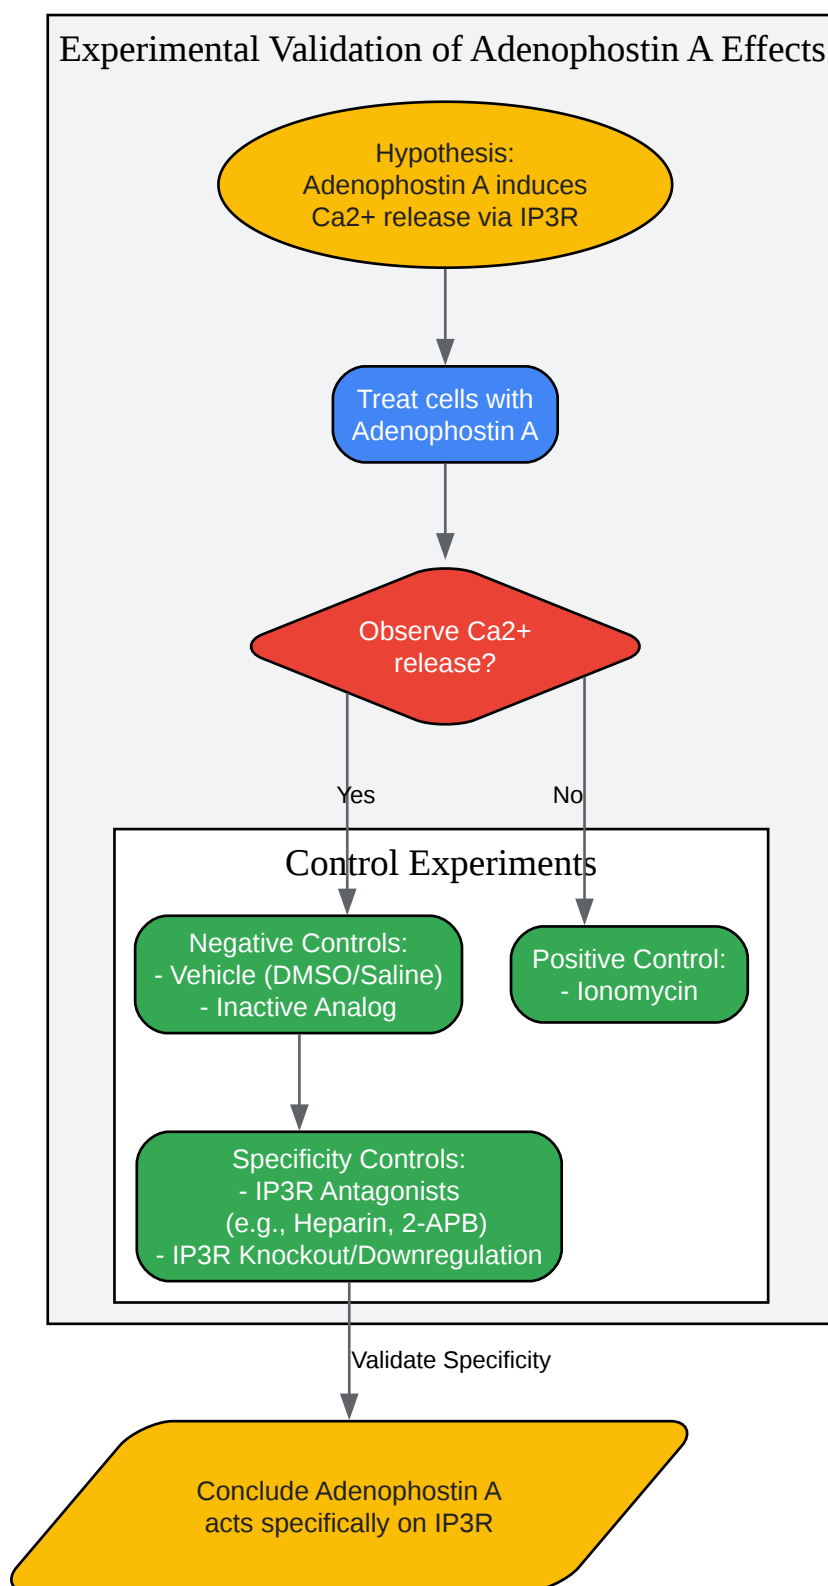 Experimental Validation of Adenophostin A Effects
Hypothesis:
Adenophostin A induces
Ca2+ release via IP3R
Treat cells with
Adenophostin A
Observe Ca2+
release?
Yes
No
Control Experiments
Negative Controls:
- Vehicle (DMSO/Saline)
- Inactive Analog
Positive Control:
- Ionomycin
Specificity Controls:
- IP3R Antagonists
(e.g., Heparin, 2-APB)
- IP3R Knockout/Downregulation
Validate Specificity
Conclude Adenophostin A
acts specifically on IP3R